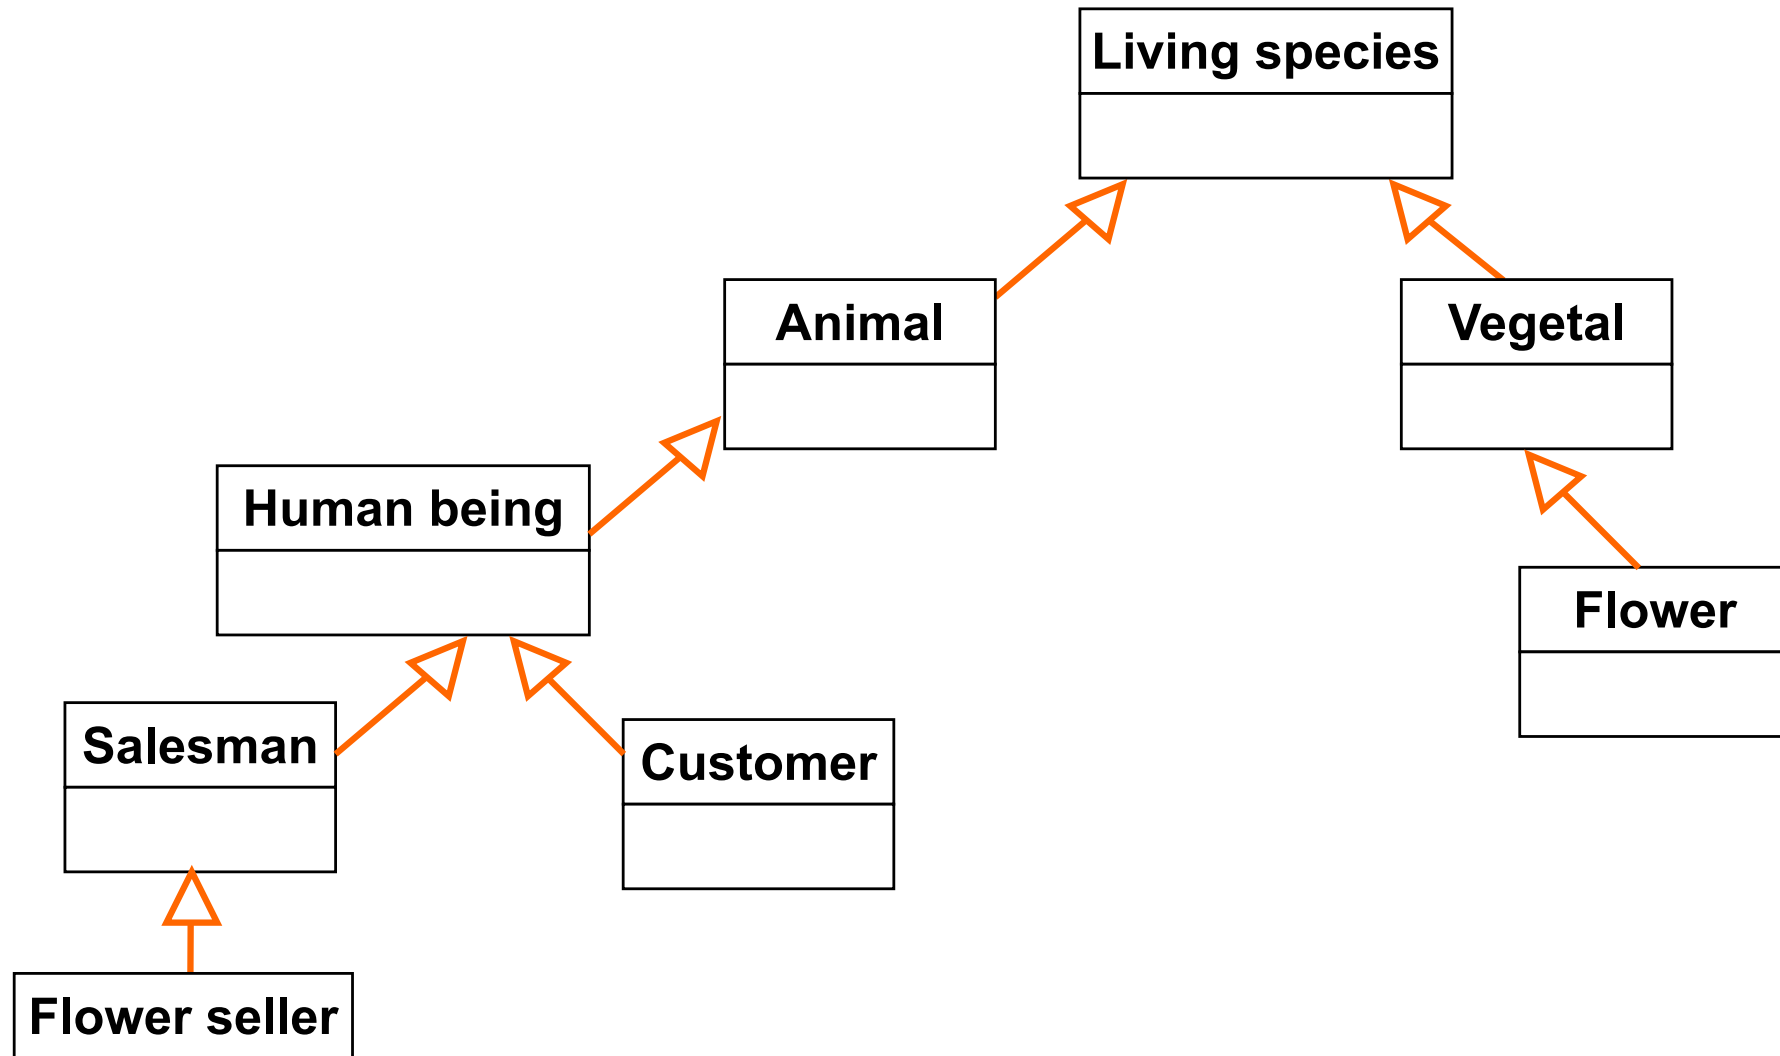 Living species
Animal
Vegetal
Human being
Flower
Salesman
Customer
Flower seller